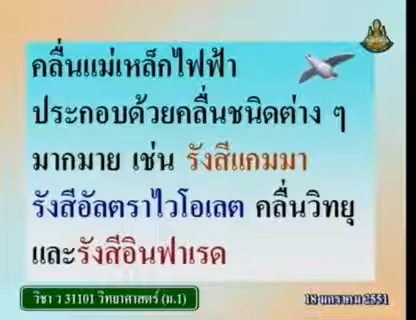 คลื่นแม่เหล็กไฟฟ้า
ประกอบด้วยคลื่นชนิดต่าง ๆ
มากมาย เช่น รังสีแคมมา
รังสีอัลตราไวโอเลต คลื่นวิทยุ
และรังสีอินฟาเรด
วิชา ว 31101 วิทยาศาสตร์ (ม.1)
18 มกราคม 2551